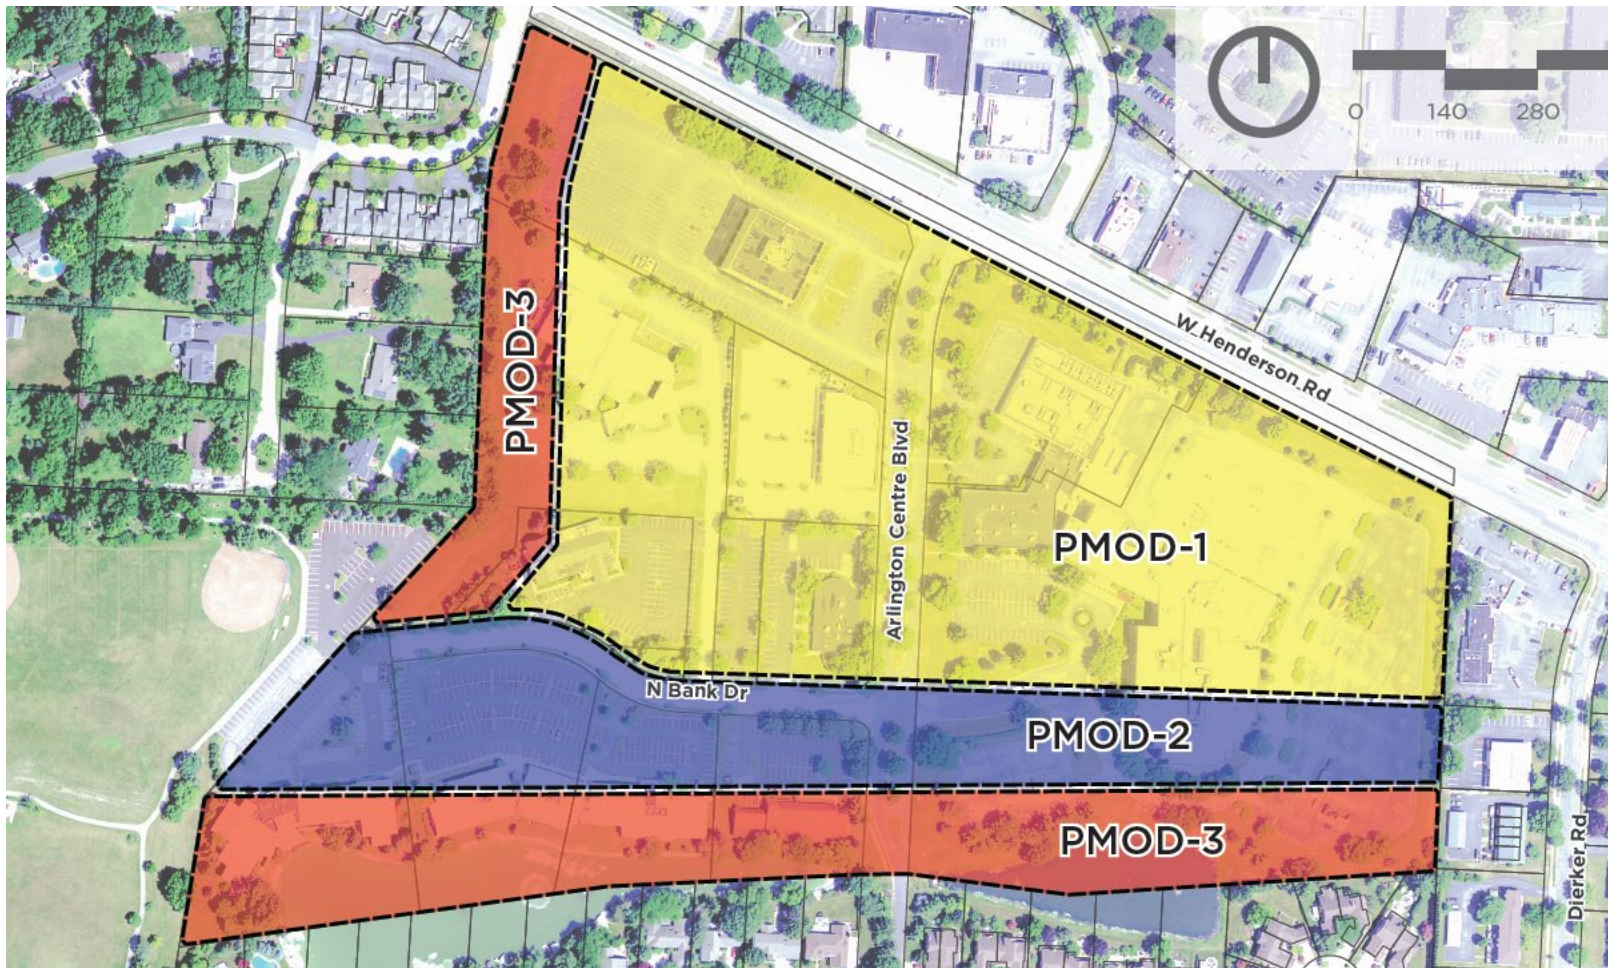 0 140 280
W. Henderson Rd
PMOD-3
Arlington Centre Blvd
PMOD-1
N Bank Dr
PMOD-2
PMOD-3
Dierker Rd